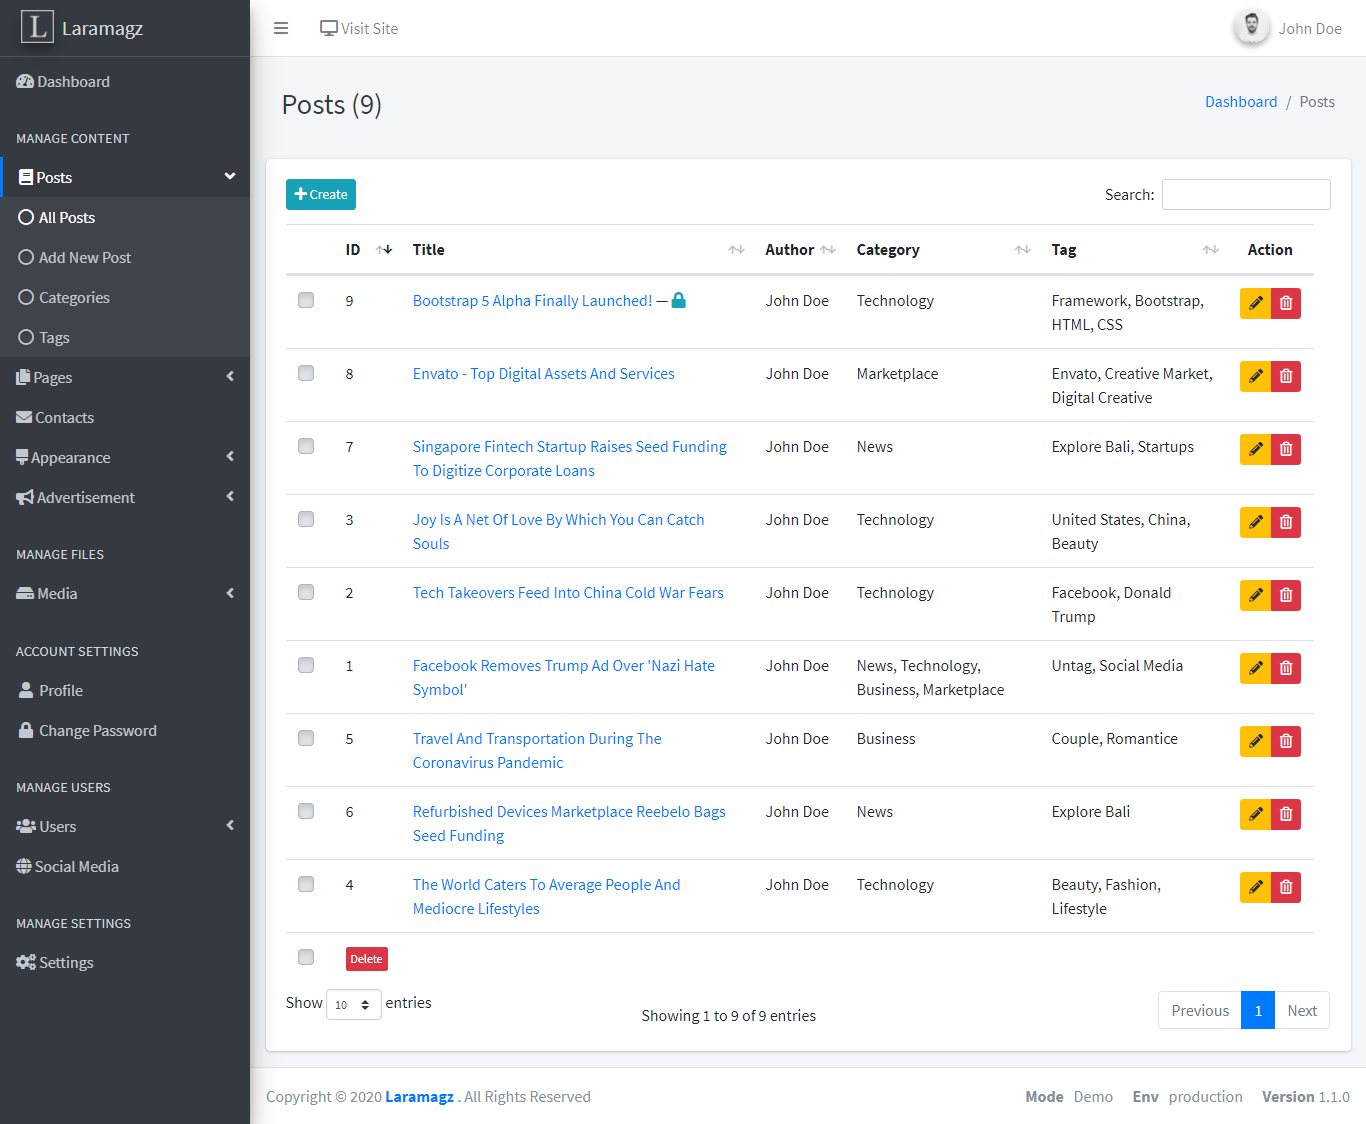 L Laramagz
Visit Site
John Doe
Dashboard
MANAGE CONTENT
Posts
All Posts
Add New Post
Categories
Tags
Pages
Contacts
Appearance
Advertisement
MANAGE FILES
Media
ACCOUNT SETTINGS
Profile
Change Password
MANAGE USERS
Users
Social Media
MANAGE SETTINGS
Settings
Posts (9)
Dashboard / Posts
Create
Search:
ID Title Author Category Tag Action
9 Bootstrap 5 Alpha Finally Launched! — John Doe Technology Framework, Bootstrap,
HTML, CSS
8 Envato - Top Digital Assets And Services John Doe Marketplace Envato, Creative Market,
Digital Creative
7 Singapore Fintech Startup Raises Seed Funding John Doe News Explore Bali, Startups
To Digitize Corporate Loans
3 Joy Is A Net Of Love By Which You Can Catch John Doe Technology United States, China,
Souls Beauty
2 Tech Takeovers Feed Into China Cold War Fears John Doe Technology Facebook, Donald
Trump
1 Facebook Removes Trump Ad Over 'Nazi Hate John Doe News, Technology, Untag, Social Media
Symbol' Business, Marketplace
5 Travel And Transportation During The John Doe Business Couple, Romantice
Coronavirus Pandemic
6 Refurbished Devices Marketplace Reebelo Bags John Doe News Explore Bali
Seed Funding
4 The World Caters To Average People And John Doe Technology Beauty, Fashion,
Mediocre Lifestyles Lifestyle
Delete
Show 10 entries
Showing 1 to 9 of 9 entries
Previous 1 Next
Copyright © 2020 Laramagz . All Rights Reserved
Mode Demo Env production Version 1.1.0